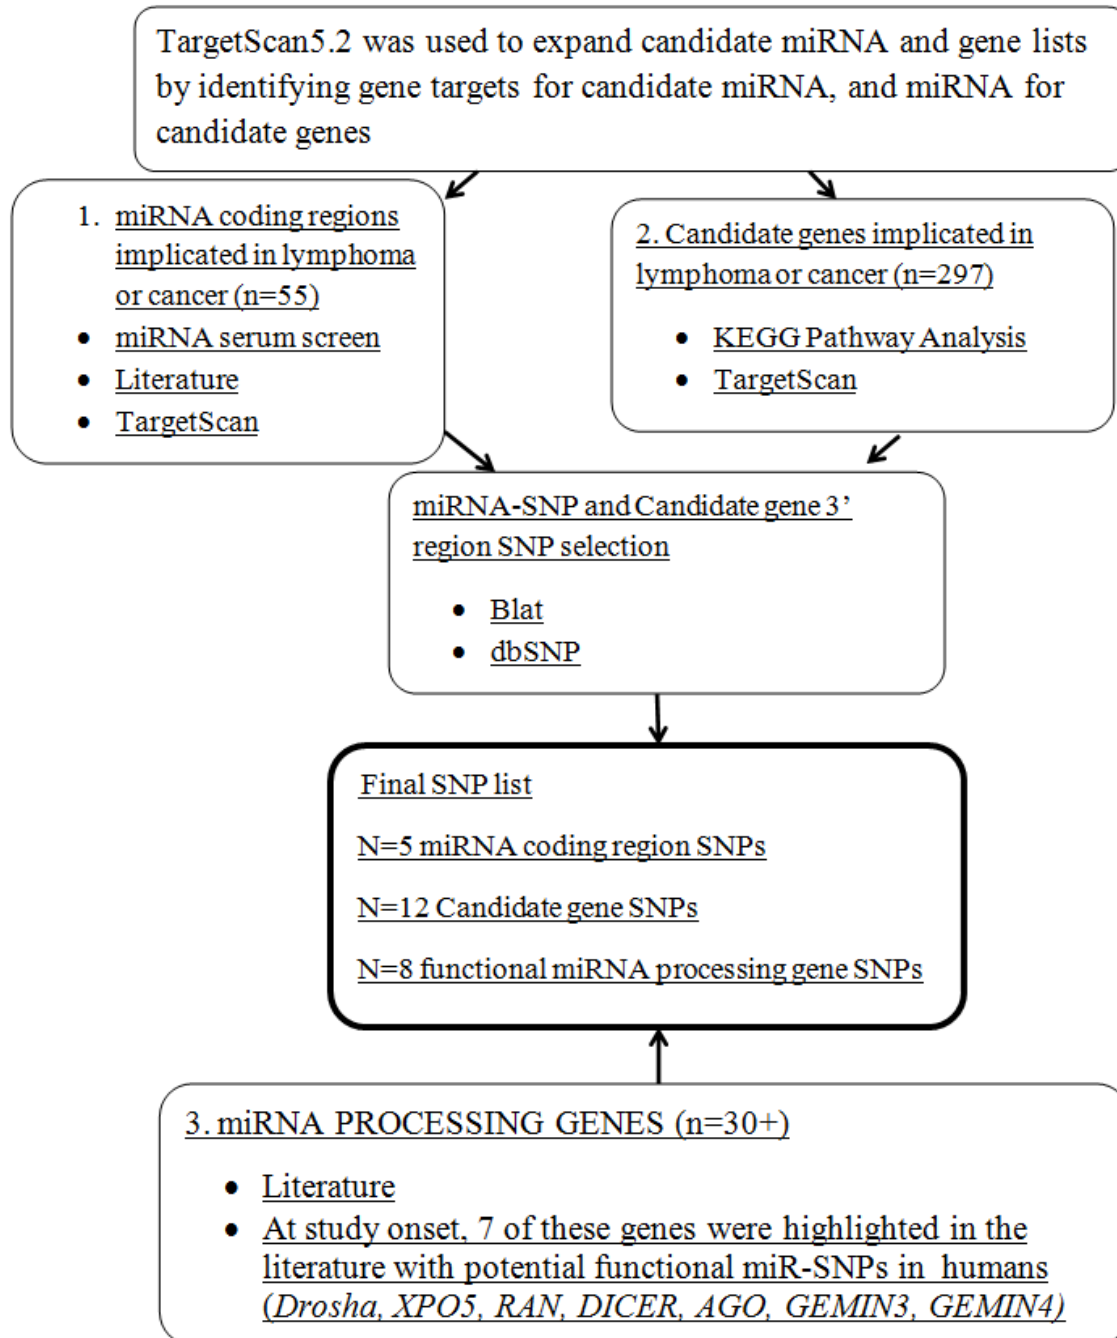 TargetScan5.2 was used to expand candidate miRNA and gene lists
by identifying gene targets for candidate miRNA, and miRNA for
candidate genes
1. miRNA coding regions
implicated in lymphoma
or cancer (n=55)
• miRNA serum screen
• Literature
• TargetScan
2. Candidate genes implicated in
lymphoma or cancer (n=297)
• KEGG Pathway Analysis
• TargetScan
miRNA-SNP and Candidate gene 3’
region SNP selection
• Blat
• dbSNP
Final SNP list
N=5 miRNA coding region SNPs
N=12 Candidate gene SNPs
N=8 functional miRNA processing gene SNPs
3. miRNA PROCESSING GENES (n=30+)
• Literature
• At study onset, 7 of these genes were highlighted in the
literature with potential functional miR-SNPs in humans
(Drosha, XPO5, RAN, DICER, AGO, GEMIN3, GEMIN4)